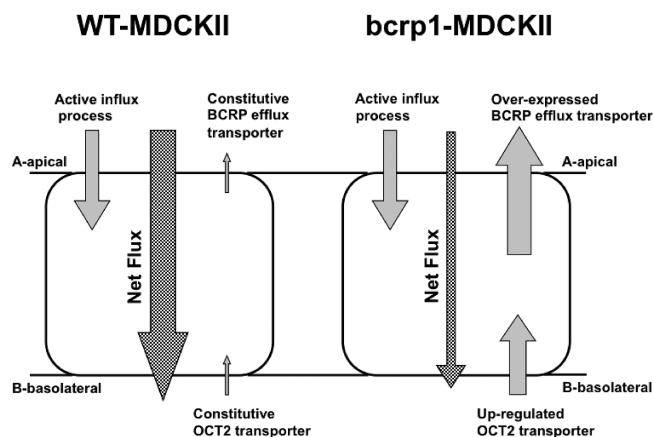 WT-MDCKII
bcrp1-MDCKII
Active influx
process
Constitutive
BCRP efflux
transporter
Active influx
process
Over-expressed
BCRP efflux transporter
A-apical
A-apical
Net Flux
Net Flux
B-basolateral
B-basolateral
Constitutive
OCT2 transporter
Up-regulated
OCT2 transporter